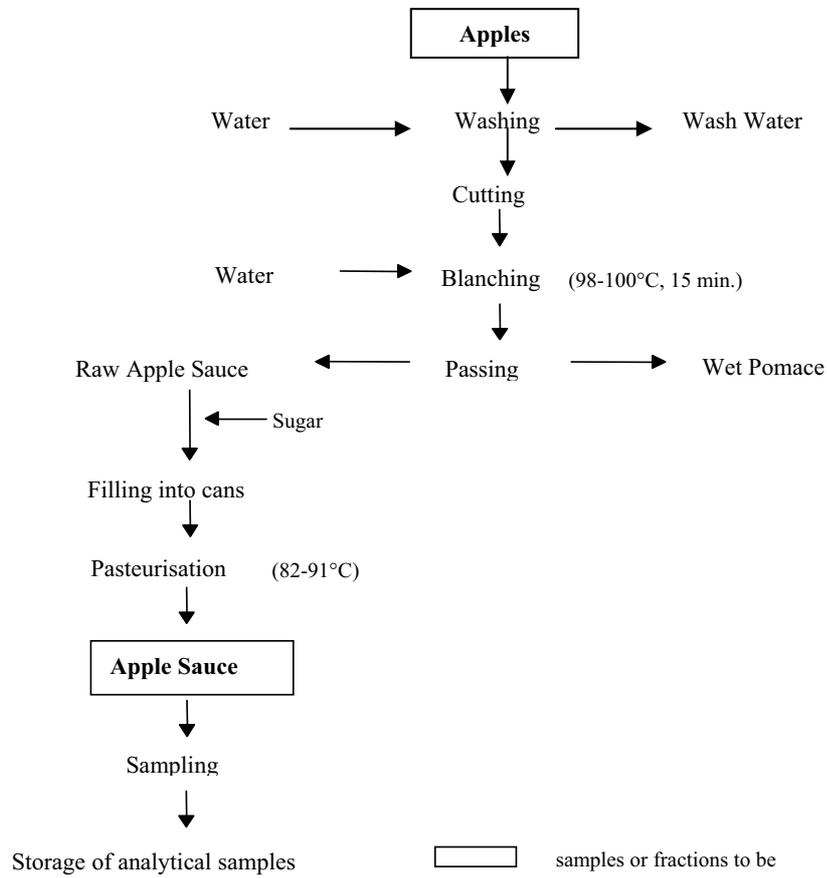 Apples
Water Washing Wash Water
Cutting
Water Blanching (98-100°C, 15 min.)
Raw Apple Sauce Passing Wet Pomace
Sugar
Filling into cans
Pasteurisation (82-91°C)
Apple Sauce
Sampling
Storage of analytical samples samples or fractions to be